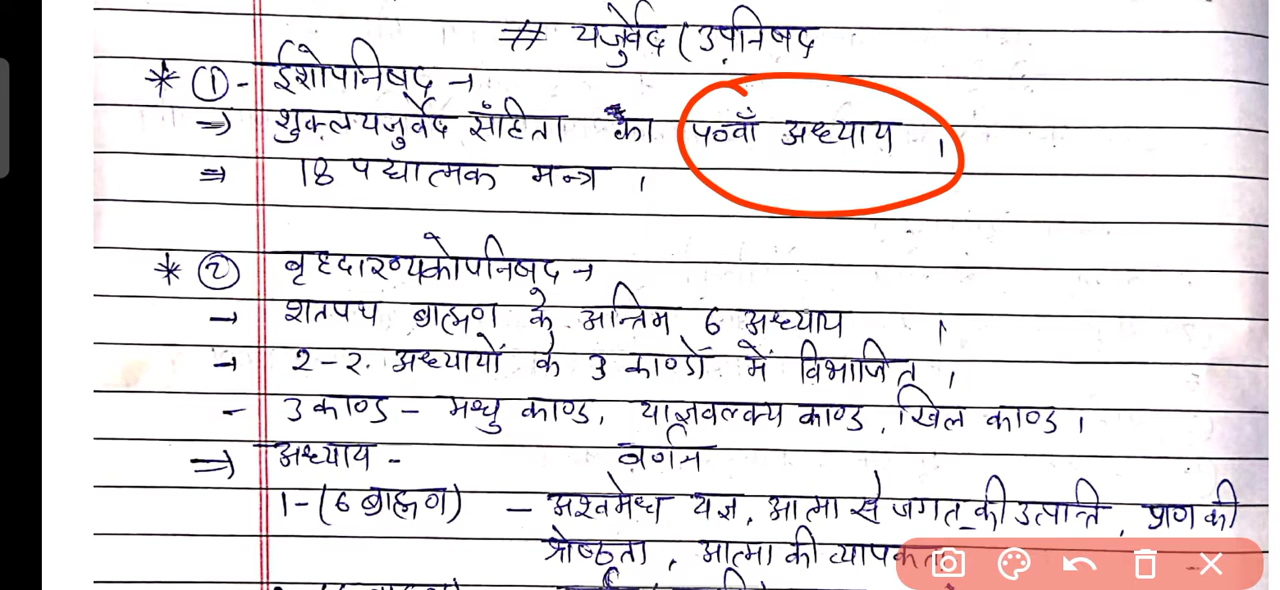 # यजुर्वेद (उपनिषद
* ① - ईशोपनिषद् →
⇒ शुक्लयजुर्वेद संहिता का ५०वाँ अध्याय ।
⇒ 18 पद्यात्मक मन्त्र ।
* ② बृहदारण्यकोपनिषद् →
→ शतपथ ब्राह्मण के अन्तिम 6 अध्याय ।
→ 2-2. अध्यायों के 3 काण्डों में विभाजित ।
- 3 काण्ड - मधु काण्ड, याज्ञवल्क्य काण्ड, खिल काण्ड ।
⇒ अध्याय - वर्णन
1-(6 ब्राह्मण) - अश्वमेध यज्ञ, आत्मा से जगत की उत्पत्ति, प्राण की
श्रेष्ठता, आत्मा की व्यापकता